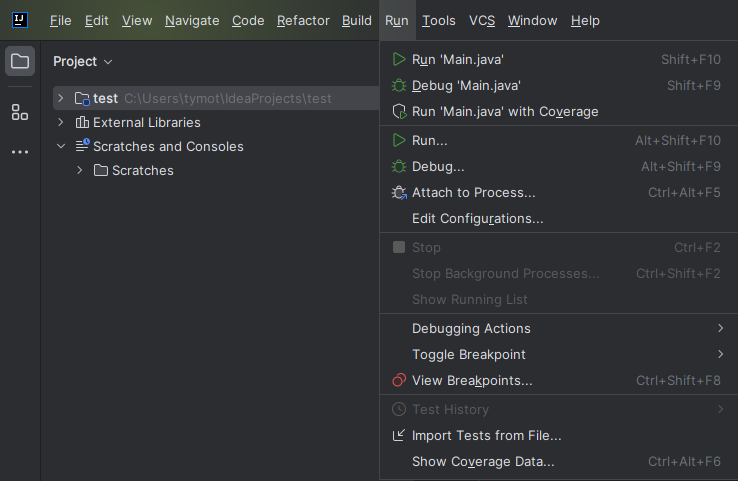 IJ File Edit View Navigate Code Refactor Build Run Tools VCS Window Help
Project
test C:\Users\tymot\IdeaProjects\test
External Libraries
Scratches and Consoles
Scratches
Run 'Main.java' Shift+F10
Debug 'Main.java' Shift+F9
Run 'Main.java' with Coverage
Run... Alt+Shift+F10
Debug... Alt+Shift+F9
Attach to Process... Ctrl+Alt+F5
Edit Configurations...
Stop Ctrl+F2
Stop Background Processes... Ctrl+Shift+F2
Show Running List
Debugging Actions
Toggle Breakpoint
View Breakpoints... Ctrl+Shift+F8
Test History
Import Tests from File...
Show Coverage Data... Ctrl+Alt+F6